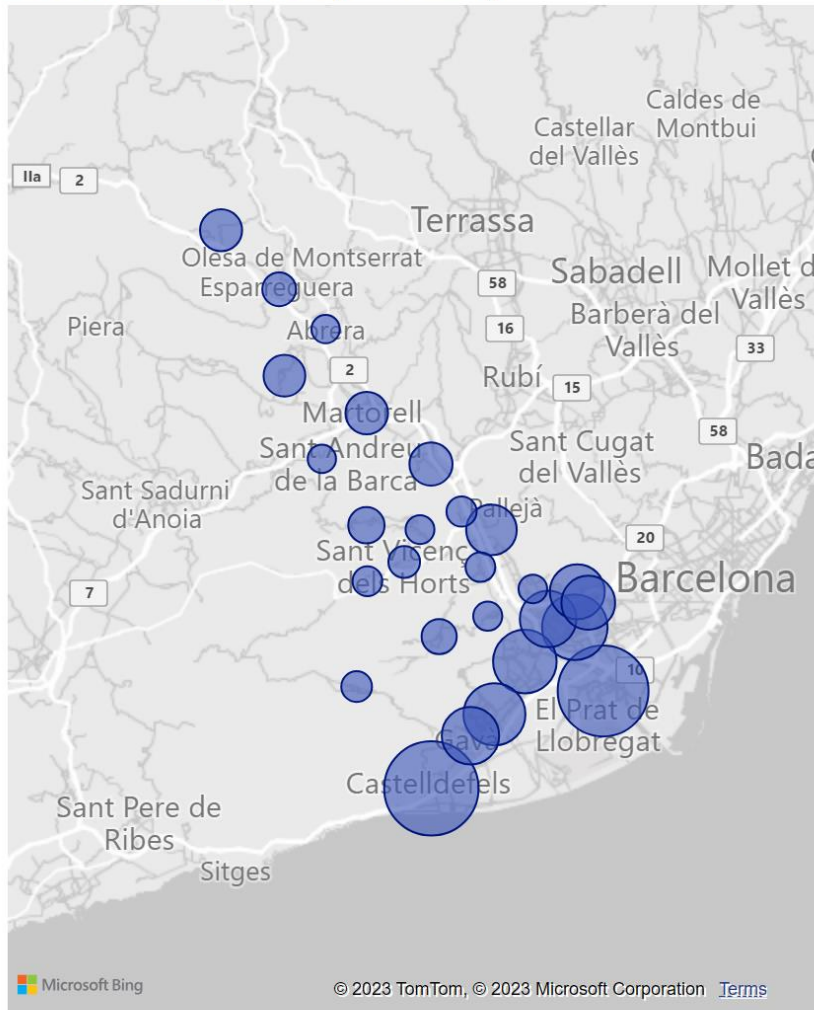 Caldes de
Montbui
Castellar
del Vallès
IIa
2
Terrassa
Olesa de Montserrat
Sabadell
Mollet d
Vallès
58
Esparreguera
Piera
Abrera
16
Barberà del
Vallès
33
2
Rubí
15
Martorell
58
Sant Andreu
de la Barca
Sant Cugat
del Vallès
Bada
Sant Sadurni
d'Anoia
Pallejà
20
Sant Vicenç
dels Horts
7
Barcelona
10
El Prat de
Llobregat
Gavà
Castelldefels
Sant Pere de
Ribes
Sitges
Microsoft Bing
© 2023 TomTom, © 2023 Microsoft Corporation Terms